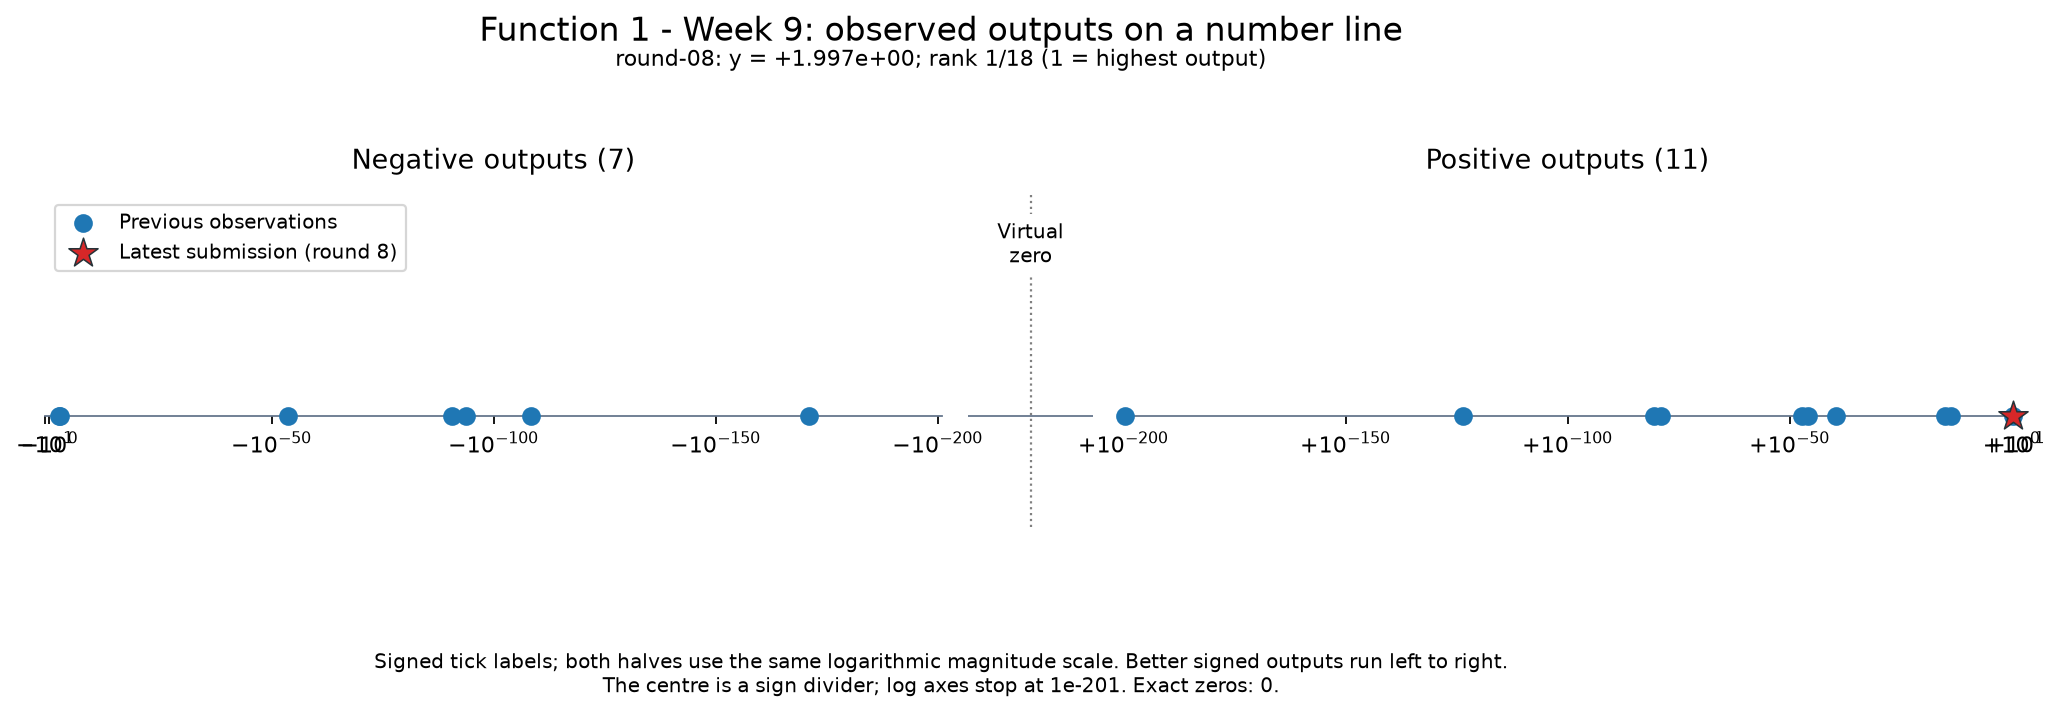 Function 1 - Week 9: observed outputs on a number line
round-08: y = +1.997e+00; rank 1/18 (1 = highest output)
Negative outputs (7)
Positive outputs (11)
Previous observations
Latest submission (round 8)
Virtual
zero
−10¹ −10⁰ −10⁻⁵⁰ −10⁻¹⁰⁰ −10⁻¹⁵⁰ −10⁻²⁰⁰ +10⁻²⁰⁰ +10⁻¹⁵⁰ +10⁻¹⁰⁰ +10⁻⁵⁰ +10⁰ +10¹
Signed tick labels; both halves use the same logarithmic magnitude scale. Better signed outputs run left to right.
The centre is a sign divider; log axes stop at 1e-201. Exact zeros: 0.